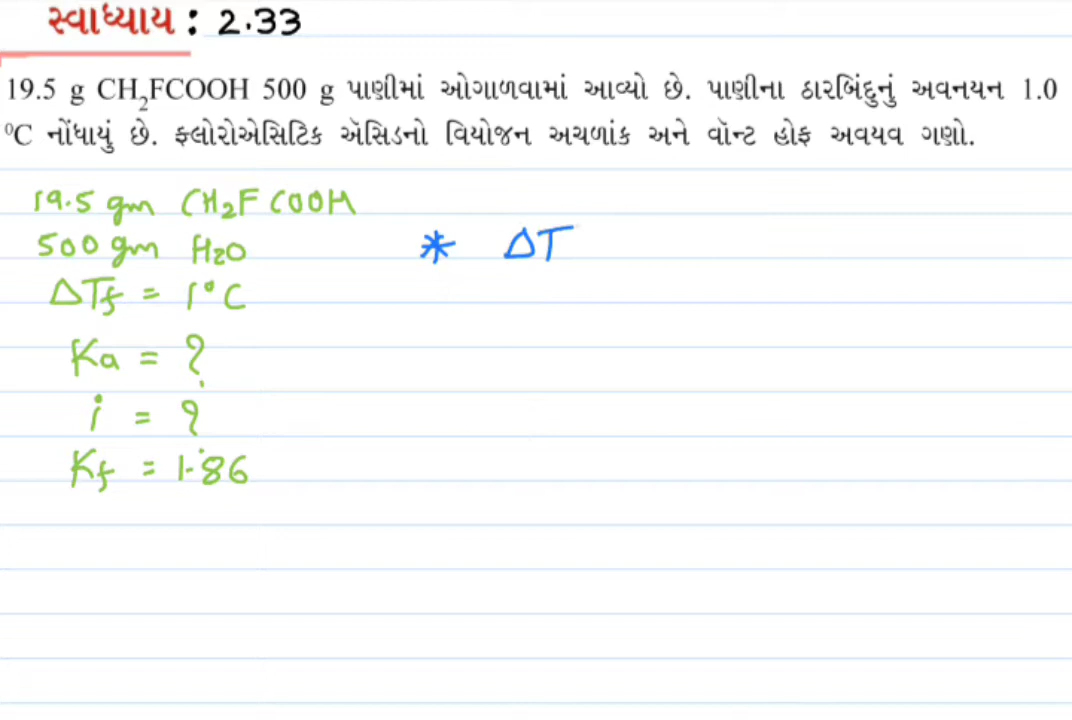 સ્વાધ્યાય : 2.33
19.5 g CH₂FCOOH 500 g પાણીમાં ઓગાળવામાં આવ્યો છે. પાણીના ઠારબિંદુનું અવનયન 1.0
⁰C નોંધાયું છે. ફ્લોરોએસિટિક ઍસિડનો વિયોજન અચળાંક અને વૉન્ટ હોફ અવયવ ગણો.
19.5 gm CH2F COOH
500 gm H2O
* ΔT
ΔTf = 1°C
Ka = ?
i = ?
Kf = 1.86